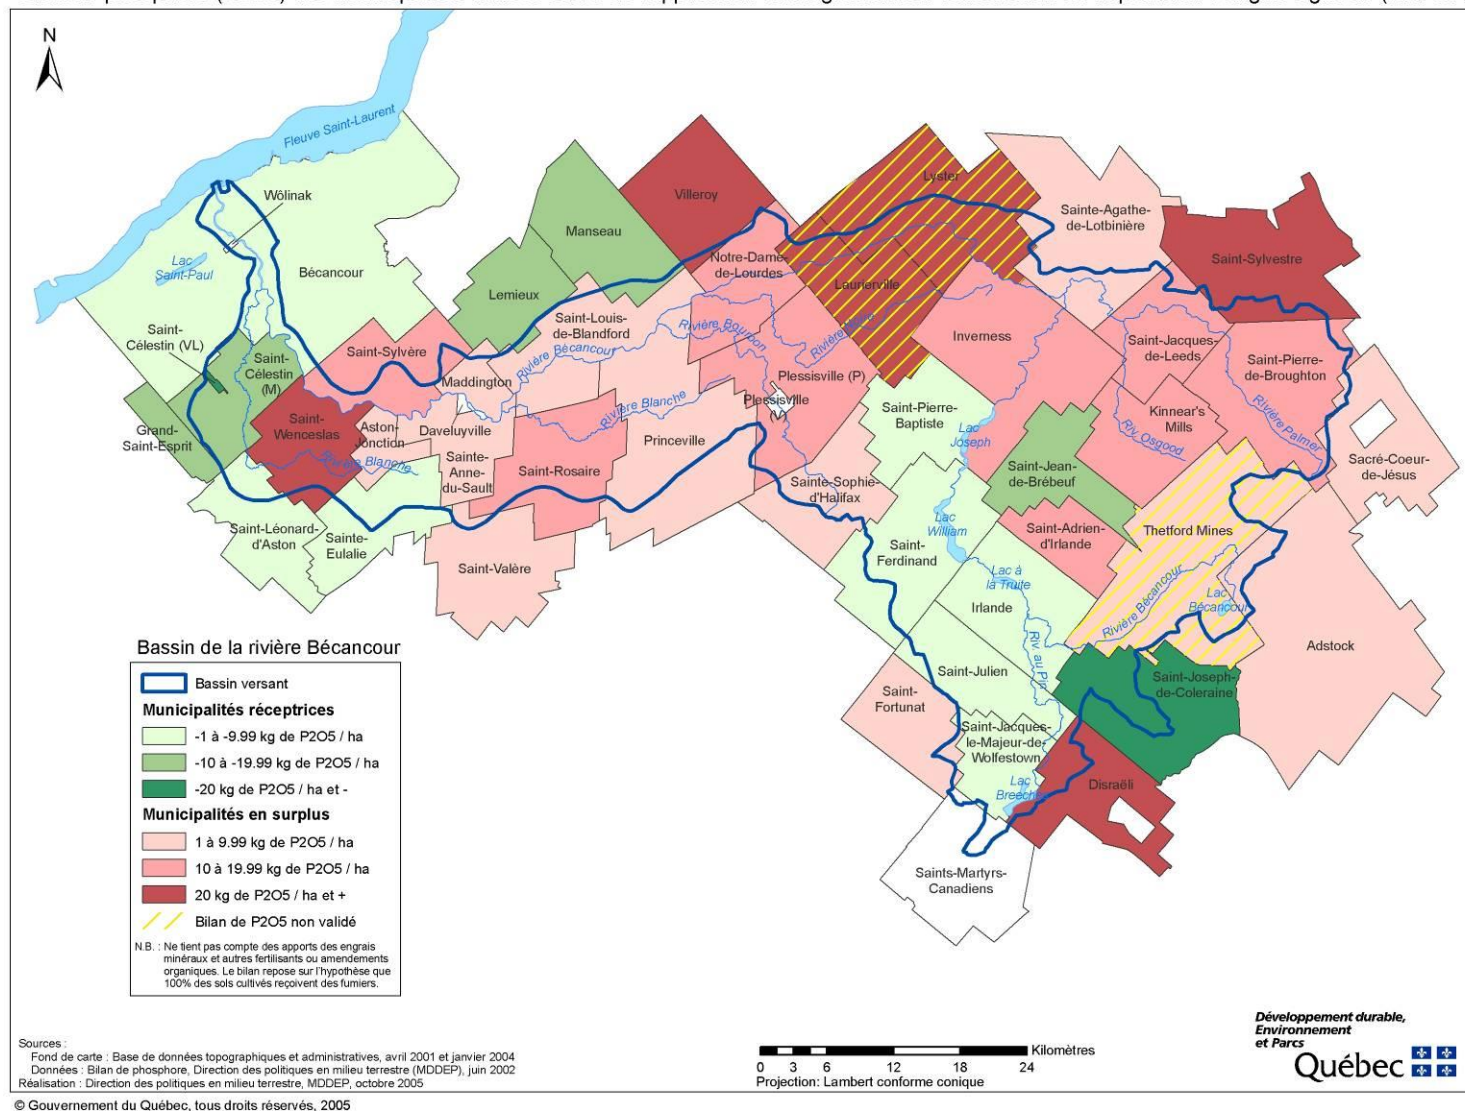 N
Fleuve Saint-Laurent
Wôlinak
Lac
Saint-Paul
Bécancour
Villeroy
Manseau
Lemieux
Lyster
Sainte-Agathe-
de-Lotbinière
Saint-Sylvestre
Notre-Dame-
de-Lourdes
Laurierville
Saint-
Célestin (VL)
Saint-
Célestin
(M)
Saint-Sylvère
Saint-Louis-
de-Blandford
Rivière Bécancour
Rivière Bourbon
Rivière
Inverness
Saint-Jacques-
de-Leeds
Saint-Pierre-
de-Broughton
Maddington
Plessisville (P)
Plessisville
(V)
Saint-Pierre-
Baptiste
Grand-
Saint-Esprit
Saint-
Wenceslas
Aston-
Jonction
Daveluyville
Rivière Blanche
Princeville
Kinnear's
Mills
Rivière Palmer
Riv. Osgood
Lac
Joseph
Rivière Blanche
Sainte-
Anne-
du-Sault
Saint-Rosaire
Sainte-Sophie-
d'Halifax
Saint-Jean-
de-Brébeuf
Sacré-Coeur-
de-Jésus
Saint-Léonard-
d'Aston
Sainte-
Eulalie
Saint-Valère
Lac
William
Saint-
Ferdinand
Saint-Adrien-
d'Irlande
Thetford Mines
Lac à
la Truite
Irlande
Rivière Bécancour
Lac
Bécancour
Adstock
Riv. au Pin
Saint-Julien
Saint-Joseph-
de-Coleraine
Saint-
Fortunat
Saint-Jacques-
le-Majeur-de-
Wolfestown
Lac
Disraëli
Saints-Martyrs-
Canadiens
Bassin de la rivière Bécancour
Bassin versant
Municipalités réceptrices
-1 à -9.99 kg de P2O5 / ha
-10 à -19.99 kg de P2O5 / ha
-20 kg de P2O5 / ha et -
Municipalités en surplus
1 à 9.99 kg de P2O5 / ha
10 à 19.99 kg de P2O5 / ha
20 kg de P2O5 / ha et +
Bilan de P2O5 non validé
N.B. : Ne tient pas compte des apports des engrais
minéraux et autres fertilisants ou amendements
organiques. Le bilan repose sur l'hypothèse que
100% des sols cultivés reçoivent des fumiers.
Sources :
Fond de carte : Base de données topographiques et administratives, avril 2001 et janvier 2004
Données : Bilan de phosphore, Direction des politiques en milieu terrestre (MDDEP), juin 2002
Réalisation : Direction des politiques en milieu terrestre, MDDEP, octobre 2005
Kilomètres
0 3 6 12 18 24
Projection: Lambert conforme conique
Développement durable,
Environnement
et Parcs
Québec
© Gouvernement du Québec, tous droits réservés, 2005